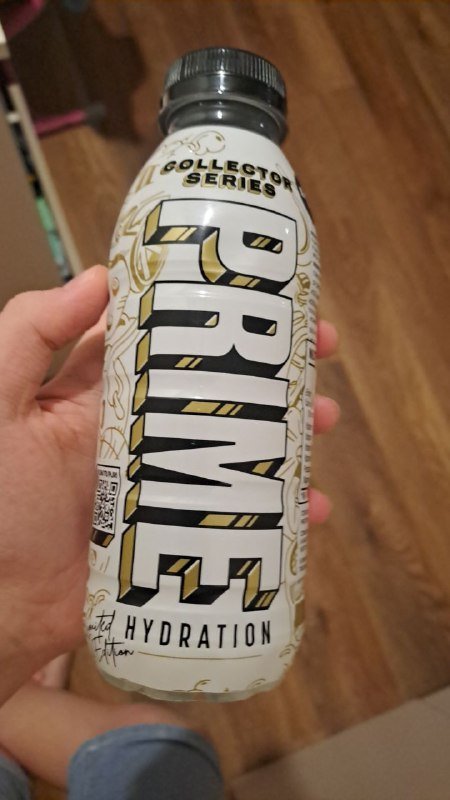 COLLECTOR
SERIES
PRIME
HYDRATION
Limited
Edition